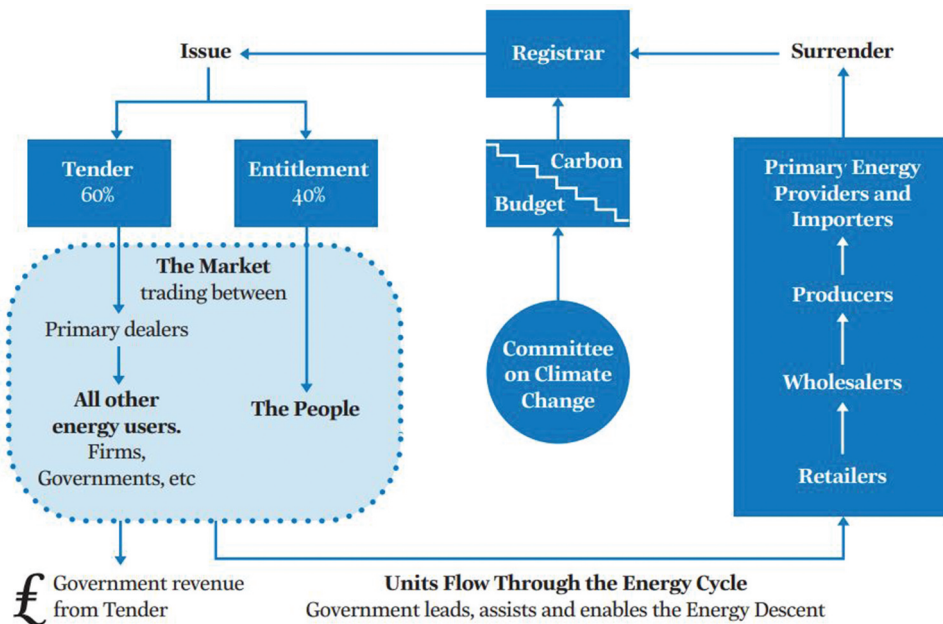 Issue
Registrar
Surrender
Tender
60%
Entitlement
40%
Carbon
Budget
Primary Energy
Providers and
Importers
The Market
trading between
Primary dealers
All other
energy users.
Firms,
Governments, etc
The People
Committee
on Climate
Change
Producers
Wholesalers
Retailers
£ Government revenue
from Tender
Units Flow Through the Energy Cycle
Government leads, assists and enables the Energy Descent